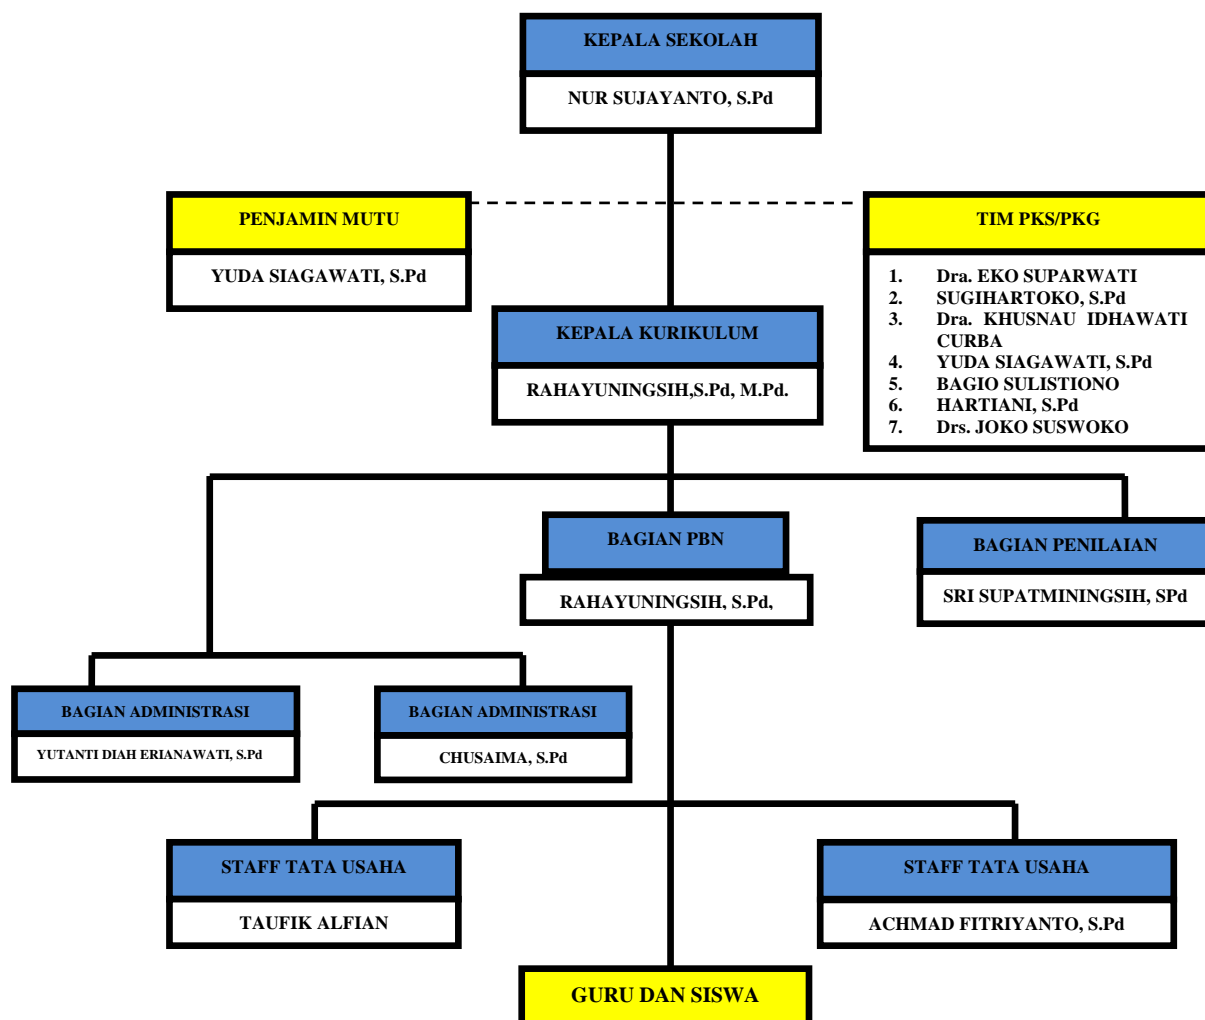 KEPALA SEKOLAH
NUR SUJAYANTO, S.Pd
PENJAMIN MUTU
YUDA SIAGAWATI, S.Pd
TIM PKS/PKG
1. Dra. EKO SUPARWATI
2. SUGIHARTOKO, S.Pd
3. Dra. KHUSNAU IDHAWATI
CURBA
4. YUDA SIAGAWATI, S.Pd
5. BAGIO SULISTIONO
6. HARTIANI, S.Pd
7. Drs. JOKO SUSWOKO
KEPALA KURIKULUM
RAHAYUNINGSIH,S.Pd, M.Pd.
BAGIAN PBN
RAHAYUNINGSIH, S.Pd,
BAGIAN PENILAIAN
SRI SUPATMININGSIH, SPd
BAGIAN ADMINISTRASI
YUTANTI DIAH ERIANAWATI, S.Pd
BAGIAN ADMINISTRASI
CHUSAIMA, S.Pd
STAFF TATA USAHA
TAUFIK ALFIAN
STAFF TATA USAHA
ACHMAD FITRIYANTO, S.Pd
GURU DAN SISWA